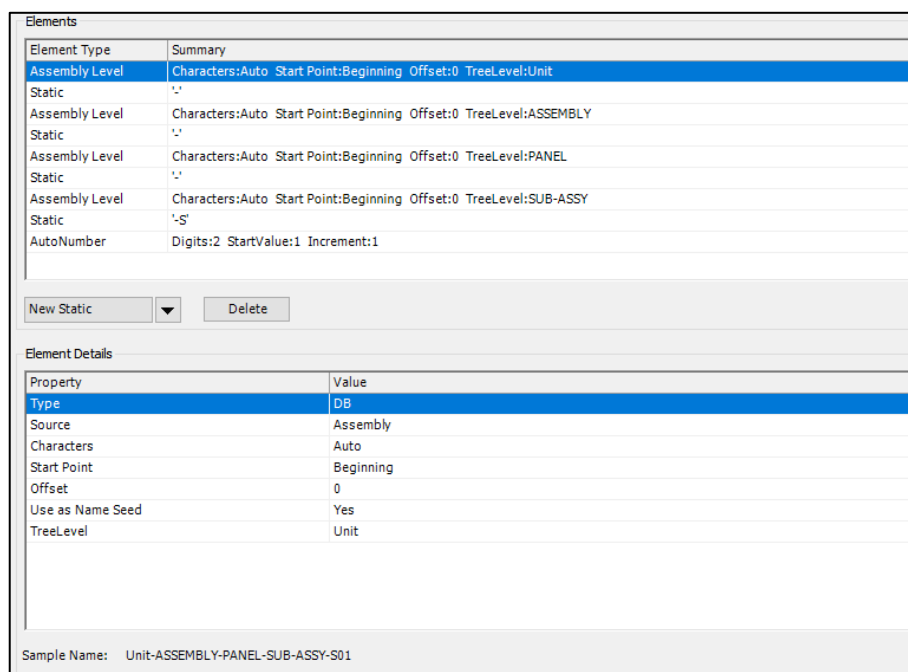 Elements
Element Type Summary
Assembly Level Characters:Auto Start Point:Beginning Offset:0 TreeLevel:Unit
Static '-'
Assembly Level Characters:Auto Start Point:Beginning Offset:0 TreeLevel:ASSEMBLY
Static '-'
Assembly Level Characters:Auto Start Point:Beginning Offset:0 TreeLevel:PANEL
Static '-'
Assembly Level Characters:Auto Start Point:Beginning Offset:0 TreeLevel:SUB-ASSY
Static '-S'
AutoNumber Digits:2 StartValue:1 Increment:1
New Static Delete
Element Details
Property Value
Type DB
Source Assembly
Characters Auto
Start Point Beginning
Offset 0
Use as Name Seed Yes
TreeLevel Unit
Sample Name: Unit-ASSEMBLY-PANEL-SUB-ASSY-S01